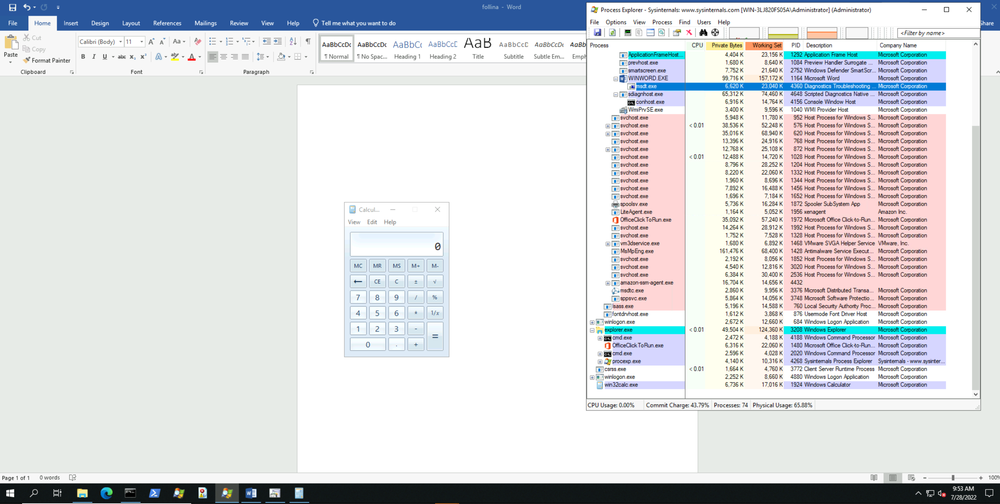 follina - Word
File Home Insert Design Layout References Mailings Review View Help Tell me what you want to do
Share
Paste
Cut
Copy
Format Painter
Calibri (Body) 11
Clipboard Font Paragraph
AaBbCcDc AaBbCcDc AaBbC AaBbCcD AaB AaBbCcD AaBbCcDc AaBb
¶ Normal ¶ No Spac... Heading 1 Heading 2 Title Subtitle Subtle Em... Emph
Calcul...
View Edit Help
0
MC MR MS M+ M-
← CE C ± √
7 8 9 / %
4 5 6 * 1/x
1 2 3 - =
0 . +
Process Explorer - Sysinternals: www.sysinternals.com [WIN-3LJ820FS05A\Administrator] (Administrator)
File Options View Process Find Users Help
<Filter by name>
Process CPU Private Bytes Working Set PID Description Company Name
ApplicationFrameHost... 4,404 K 23,156 K 1292 Application Frame Host Microsoft Corporation
prevhost.exe 1,680 K 8,640 K 1084 Preview Handler Surrogate ... Microsoft Corporation
smartscreen.exe 7,752 K 21,640 K 2752 Windows Defender SmartScr... Microsoft Corporation
WINWORD.EXE 99,716 K 157,172 K 1164 Microsoft Word Microsoft Corporation
msdt.exe 6,620 K 23,040 K 4360 Diagnostics Troubleshooting ... Microsoft Corporation
sdiagnhost.exe 65,312 K 74,460 K 4648 Scripted Diagnostics Native ... Microsoft Corporation
conhost.exe 6,916 K 14,764 K 4156 Console Window Host Microsoft Corporation
WmiPrvSE.exe 3,400 K 9,596 K 1040 WMI Provider Host Microsoft Corporation
svchost.exe 5,948 K 11,780 K 952 Host Process for Windows S... Microsoft Corporation
svchost.exe < 0.01 38,536 K 52,248 K 576 Host Process for Windows S... Microsoft Corporation
svchost.exe 35,016 K 68,940 K 620 Host Process for Windows S... Microsoft Corporation
svchost.exe 13,396 K 24,916 K 768 Host Process for Windows S... Microsoft Corporation
svchost.exe 12,768 K 25,108 K 872 Host Process for Windows S... Microsoft Corporation
svchost.exe < 0.01 12,488 K 14,720 K 1028 Host Process for Windows S... Microsoft Corporation
svchost.exe 8,796 K 28,252 K 1204 Host Process for Windows S... Microsoft Corporation
svchost.exe 8,220 K 22,060 K 1332 Host Process for Windows S... Microsoft Corporation
svchost.exe 1,960 K 8,696 K 1344 Host Process for Windows S... Microsoft Corporation
svchost.exe 7,892 K 16,488 K 1456 Host Process for Windows S... Microsoft Corporation
svchost.exe 1,696 K 7,184 K 1652 Host Process for Windows S... Microsoft Corporation
spoolsv.exe 5,736 K 16,284 K 1872 Spooler SubSystem App Microsoft Corporation
LiteAgent.exe 1,164 K 5,052 K 1956 xenagent Amazon Inc.
OfficeClickToRun.exe 35,092 K 57,240 K 1972 Microsoft Office Click-to-Run... Microsoft Corporation
svchost.exe 14,264 K 28,912 K 1992 Host Process for Windows S... Microsoft Corporation
svchost.exe 1,752 K 7,528 K 1328 Host Process for Windows S... Microsoft Corporation
vm3dservice.exe 1,680 K 6,892 K 1468 VMware SVGA Helper Service VMware, Inc.
MsMpEng.exe 161,476 K 68,400 K 1428 Antimalware Service Execut... Microsoft Corporation
svchost.exe 2,192 K 8,056 K 1852 Host Process for Windows S... Microsoft Corporation
svchost.exe 4,540 K 12,816 K 3020 Host Process for Windows S... Microsoft Corporation
svchost.exe 6,384 K 30,400 K 2536 Host Process for Windows S... Microsoft Corporation
amazon-ssm-agent.exe 16,704 K 14,656 K 4432
msdtc.exe 2,860 K 9,956 K 3376 Microsoft Distributed Transa... Microsoft Corporation
sppsvc.exe 5,864 K 14,056 K 3748 Microsoft Software Protectio... Microsoft Corporation
lsass.exe 5,196 K 14,588 K 760 Local Security Authority Proc... Microsoft Corporation
fontdrvhost.exe 1,612 K 3,868 K 876 Usermode Font Driver Host Microsoft Corporation
winlogon.exe 2,672 K 12,660 K 684 Windows Logon Application Microsoft Corporation
explorer.exe < 0.01 49,504 K 124,360 K 3208 Windows Explorer Microsoft Corporation
cmd.exe 2,472 K 4,188 K 4188 Windows Command Processor Microsoft Corporation
OfficeClickToRun.exe 6,316 K 22,060 K 1480 Microsoft Office Click-to-Run... Microsoft Corporation
cmd.exe 2,596 K 4,028 K 2020 Windows Command Processor Microsoft Corporation
procexp.exe 4,140 K 10,316 K 4268 Sysinternals Process Explorer Sysinternals - www.sysinter...
csrss.exe < 0.01 1,664 K 4,760 K 3772 Client Server Runtime Process Microsoft Corporation
winlogon.exe 2,252 K 8,660 K 4880 Windows Logon Application Microsoft Corporation
win32calc.exe 6,736 K 17,016 K 1924 Windows Calculator Microsoft Corporation
CPU Usage: 0.00% Commit Charge: 43.79% Processes: 74 Physical Usage: 65.88%
Page 1 of 1 0 words
100%
9:53 AM
7/28/2022